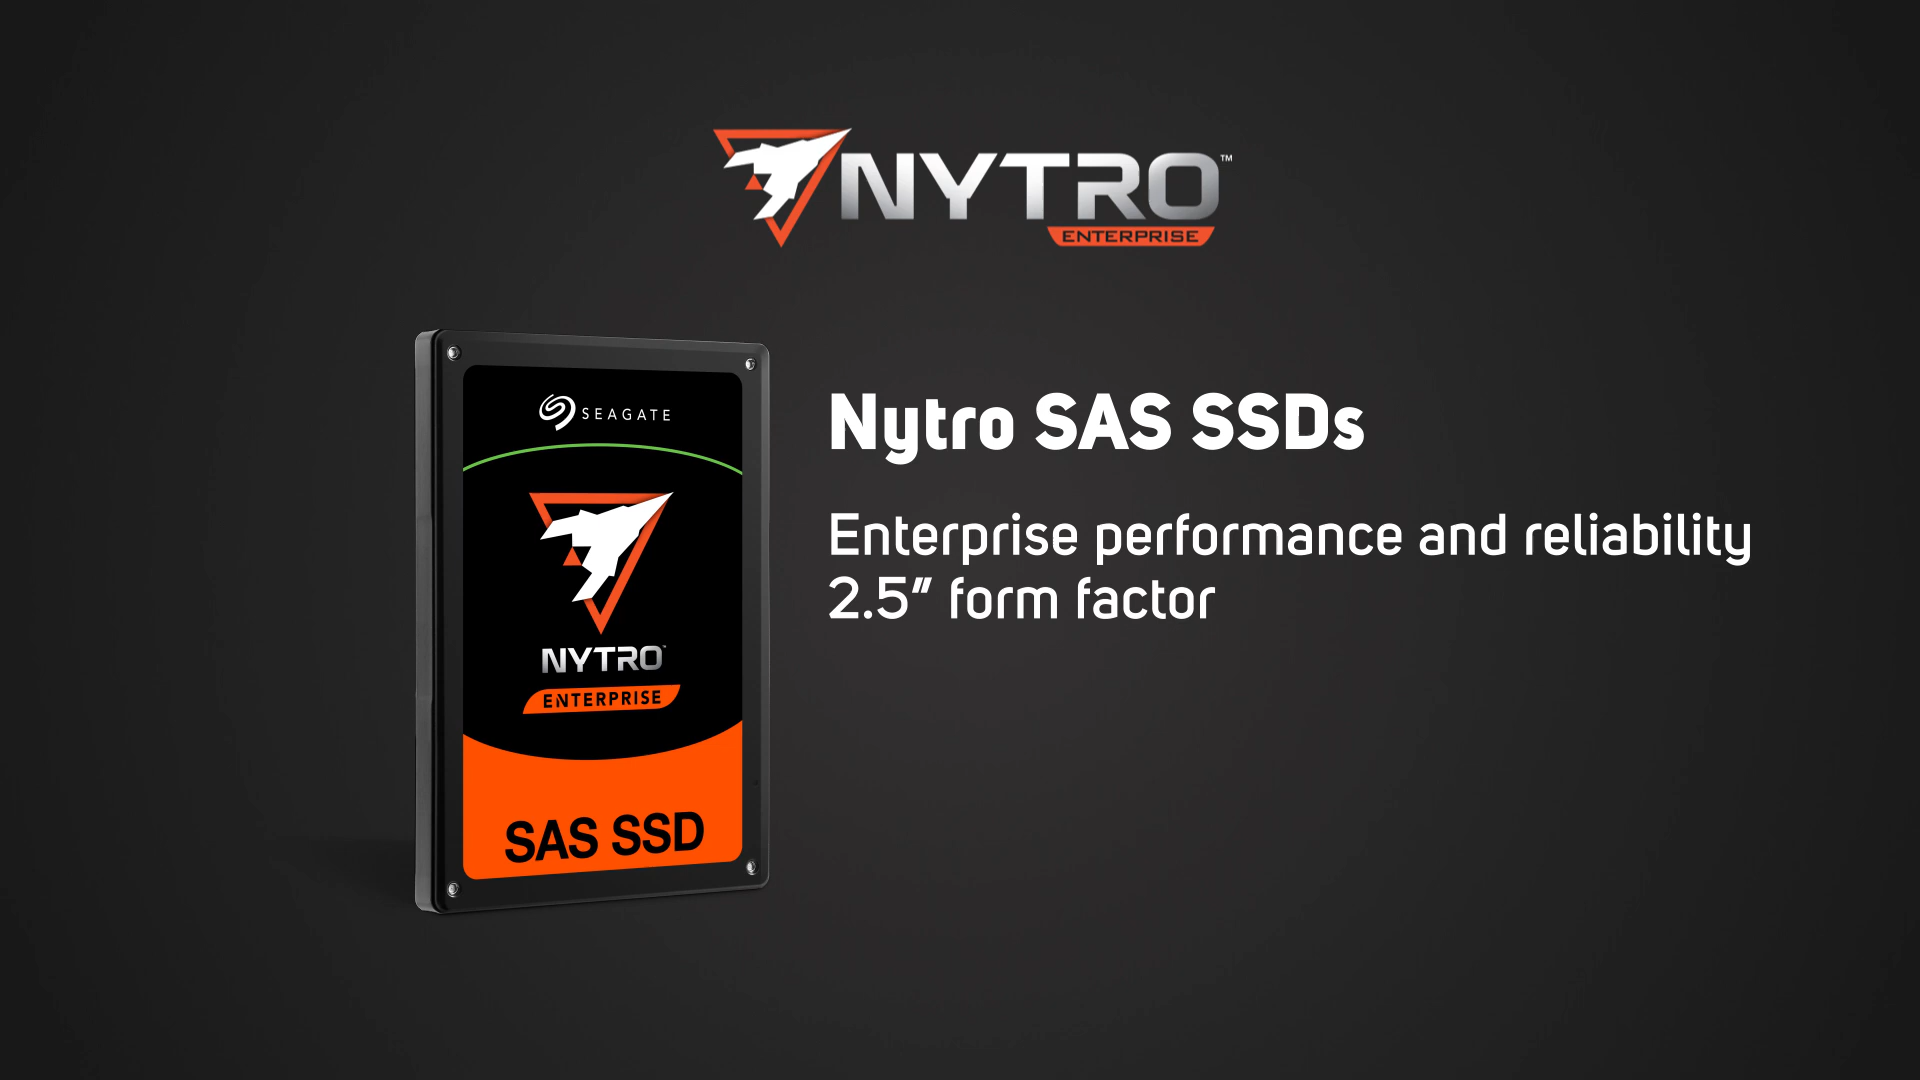 NYTRO™
ENTERPRISE
SEAGATE
NYTRO™
ENTERPRISE
SAS SSD
Nytro SAS SSDs
Enterprise performance and reliability
2.5" form factor